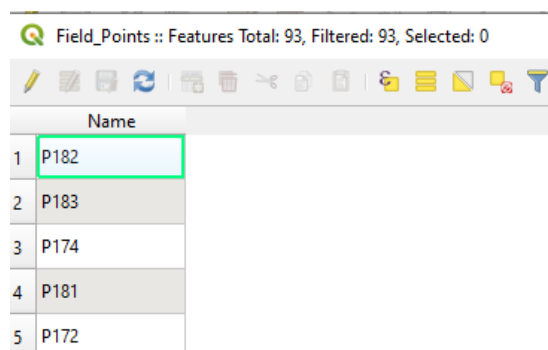 Field_Points :: Features Total: 93, Filtered: 93, Selected: 0
Name
1 P182
2 P183
3 P174
4 P181
5 P172